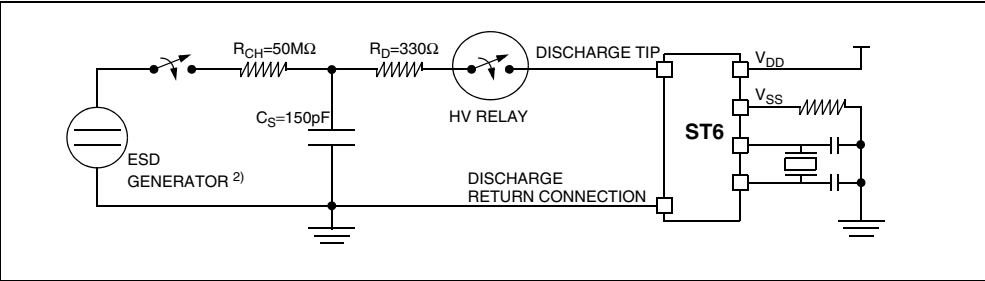 R_CH=50MΩ
R_D=330Ω
DISCHARGE TIP
V_DD
C_S=150pF
HV RELAY
V_SS
ST6
ESD
GENERATOR 2)
DISCHARGE
RETURN CONNECTION